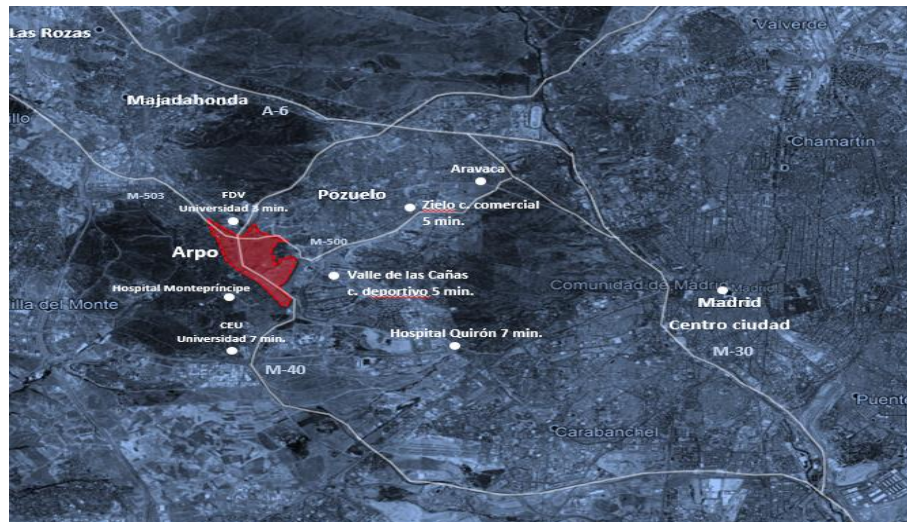 Valverde
Las Rozas
Majadahonda
A-6
Chamartín
Aravaca
M-503
FDV
Universidad 3 min.
Pozuelo
Zielo c. comercial
5 min.
Arpo
M-500
Valle de las Cañas
c. deportivo 5 min.
Hospital Montepríncipe
Comunidad de Madrid
Madrid
Madrid
Centro ciudad
CEU
Universidad 7 min.
Hospital Quirón 7 min.
M-30
M-40
Carabanchel